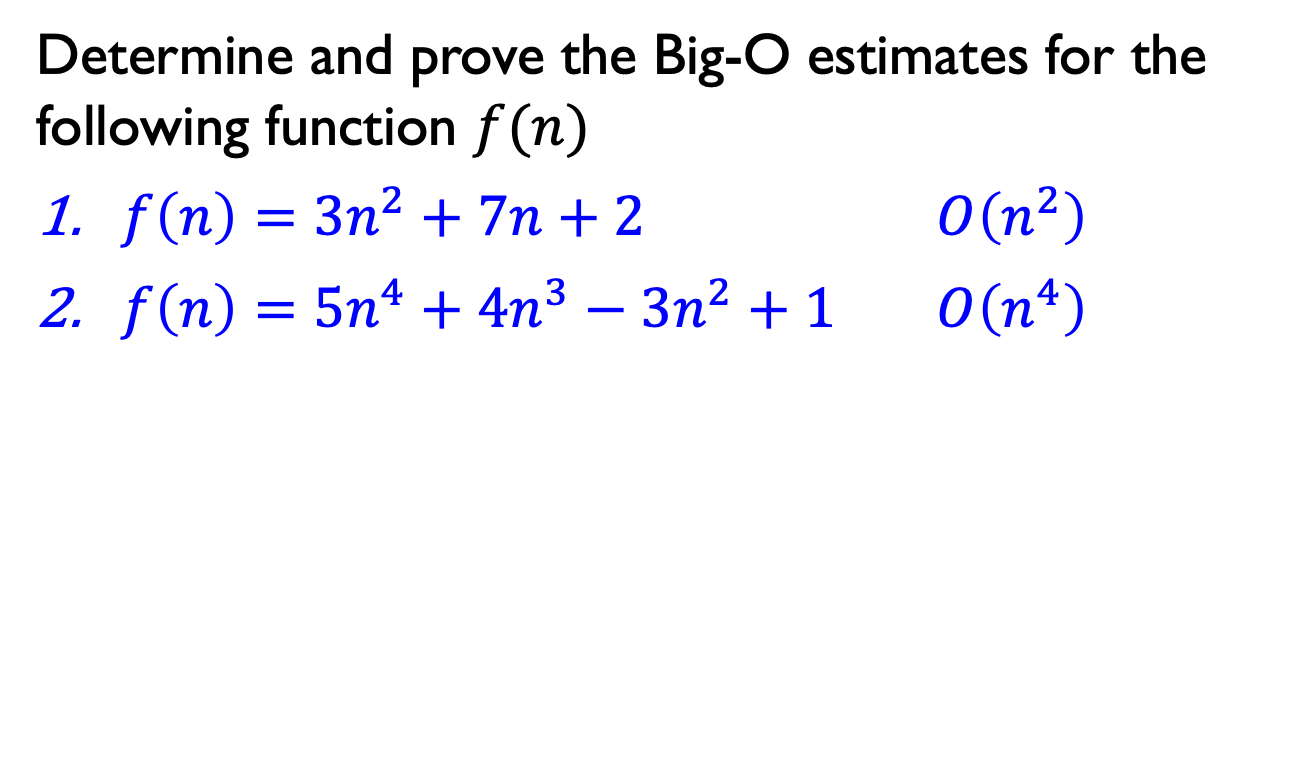 Determine and prove the Big-O estimates for the
following function f(n)
1. f(n) = 3n² + 7n + 2 O(n²)
2. f(n) = 5n⁴ + 4n³ − 3n² + 1 O(n⁴)